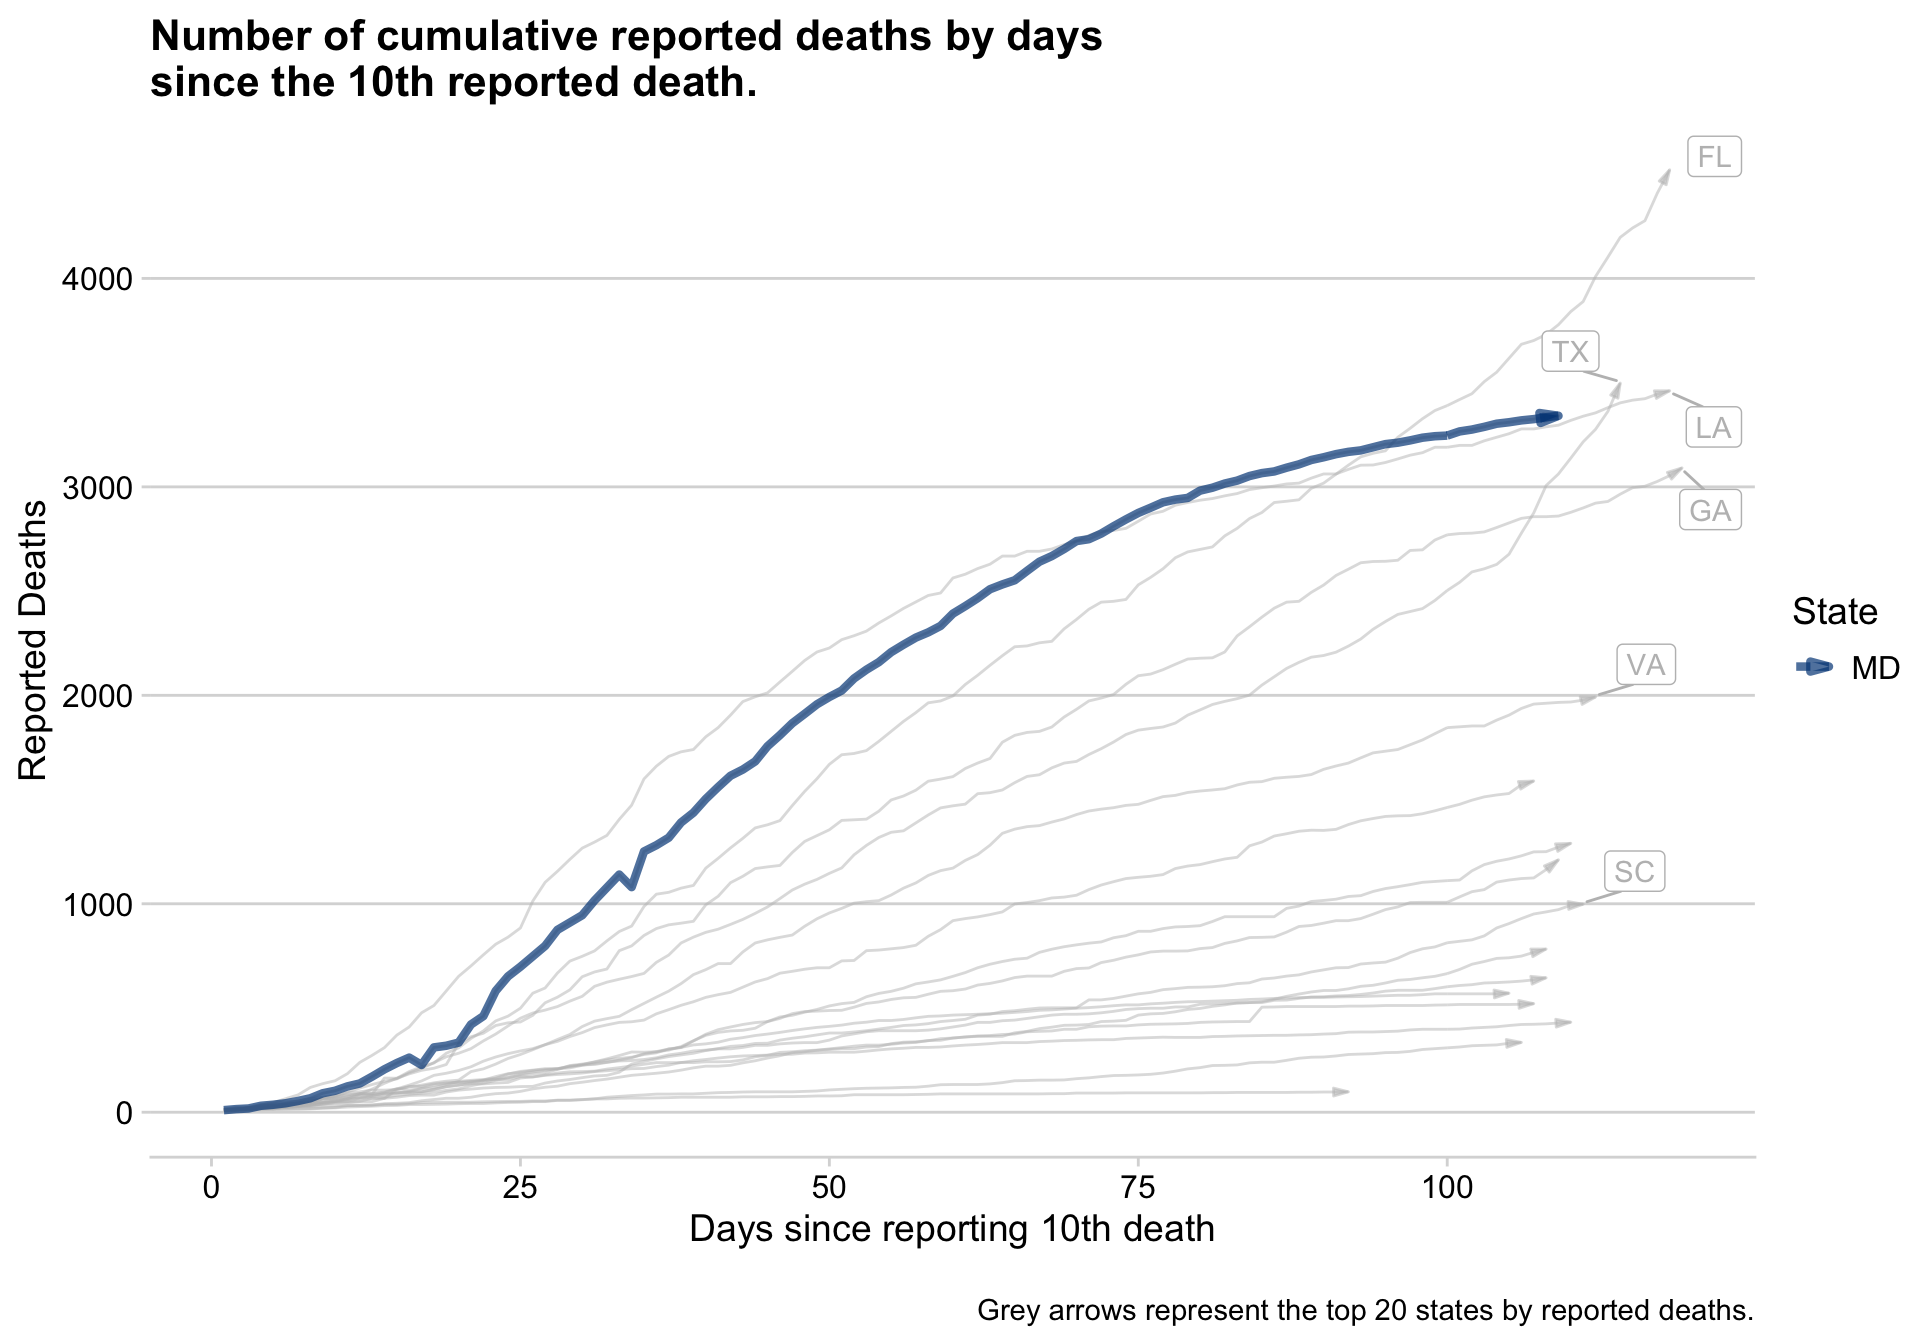 Number of cumulative reported deaths by days
since the 10th reported death.
FL
4000
TX
LA
3000
GA
Reported Deaths
State
VA
MD
2000
SC
1000
0
0 25 50 75 100
Days since reporting 10th death
Grey arrows represent the top 20 states by reported deaths.